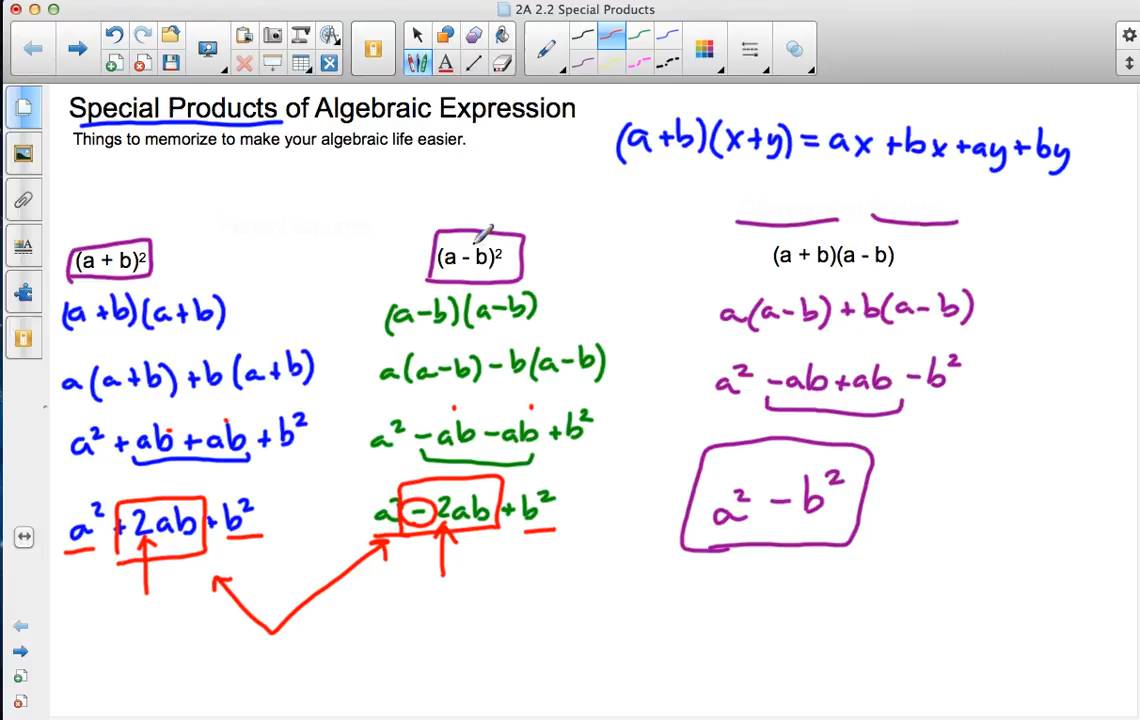 2A 2.2 Special Products
A
Special Products of Algebraic Expression
Things to memorize to make your algebraic life easier.
(a+b)(x+y) = ax + bx + ay + by
(a + b)²
(a+b)(a+b)
a(a+b) + b(a+b)
a² + ab + ab + b²
a² + 2ab + b²
(a - b)²
(a-b)(a-b)
a(a-b) - b(a-b)
a² - ab - ab + b²
a² - 2ab + b²
(a + b)(a - b)
a(a-b) + b(a-b)
a² - ab + ab - b²
a² - b²